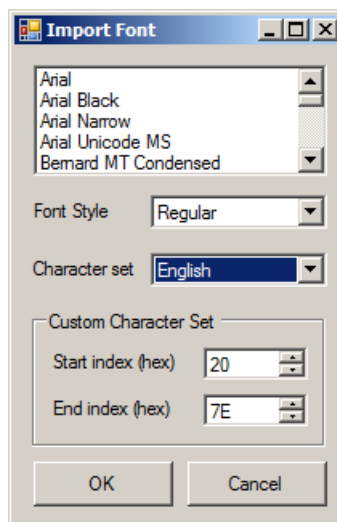 Import Font
Arial
Arial Black
Arial Narrow
Arial Unicode MS
Bernard MT Condensed
Font Style Regular
Character set English
Custom Character Set
Start index (hex) 20
End index (hex) 7E
OK Cancel